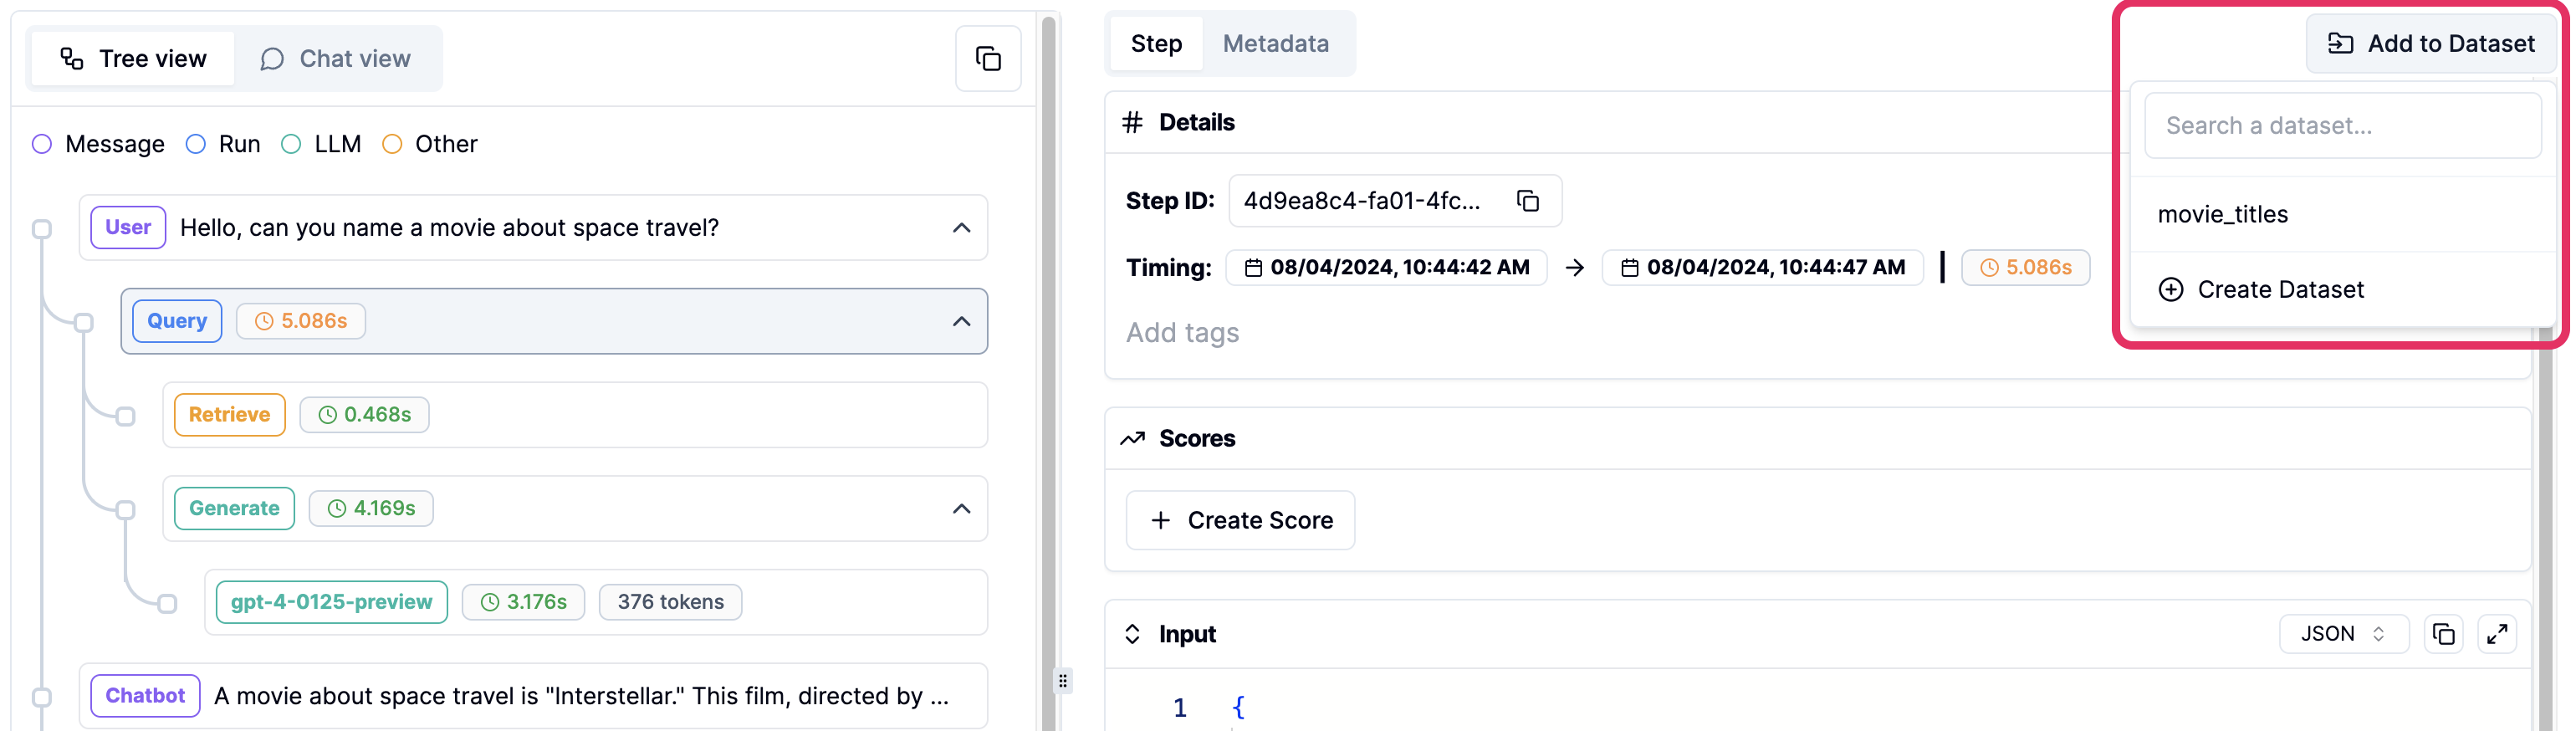 Tree view
Chat view
Message Run LLM Other
User Hello, can you name a movie about space travel?
Query 5.086s
Retrieve 0.468s
Generate 4.169s
gpt-4-0125-preview 3.176s 376 tokens
Chatbot A movie about space travel is "Interstellar." This film, directed by ...
Step
Metadata
Add to Dataset
Search a dataset...
movie_titles
Create Dataset
Details
Step ID: 4d9ea8c4-fa01-4fc...
Timing: 08/04/2024, 10:44:42 AM → 08/04/2024, 10:44:47 AM | 5.086s
Add tags
Scores
+ Create Score
Input
JSON
1 {